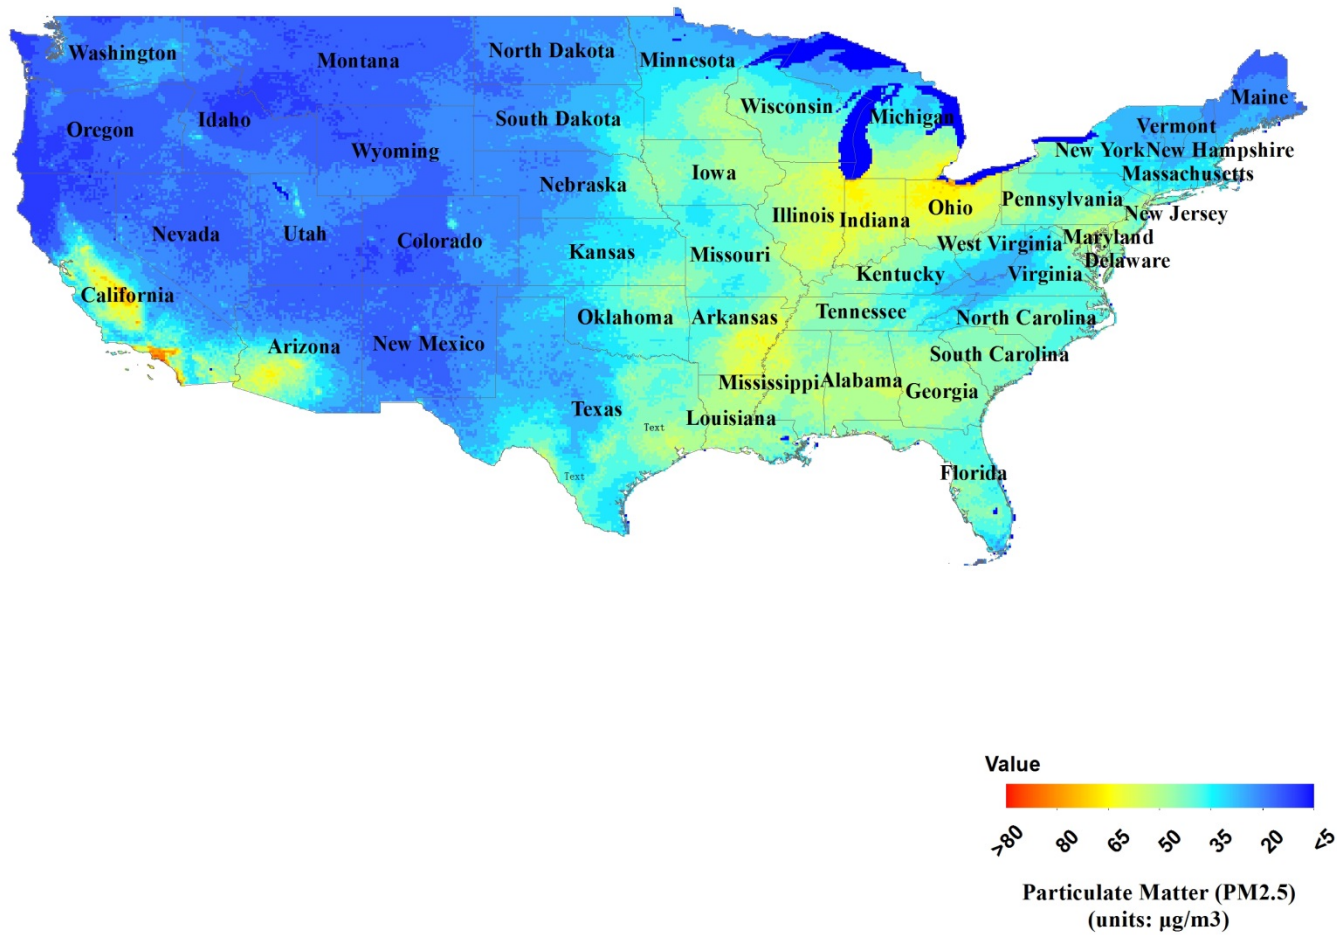 Washington
Montana
North Dakota
Minnesota
Maine
Idaho
Oregon
South Dakota
Wisconsin
Michigan
Vermont
Wyoming
New York
New Hampshire
Nebraska
Iowa
Massachusetts
Illinois
Indiana
Ohio
Pennsylvania
New Jersey
Nevada
Utah
Colorado
Kansas
Missouri
West Virginia
Maryland
Delaware
Kentucky
Virginia
California
Oklahoma
Arkansas
Tennessee
North Carolina
Arizona
New Mexico
South Carolina
Mississippi
Alabama
Georgia
Texas
Louisiana
Text
Text
Florida
Value
>80 80 65 50 35 20 <5
Particulate Matter (PM2.5)
(units: µg/m3)